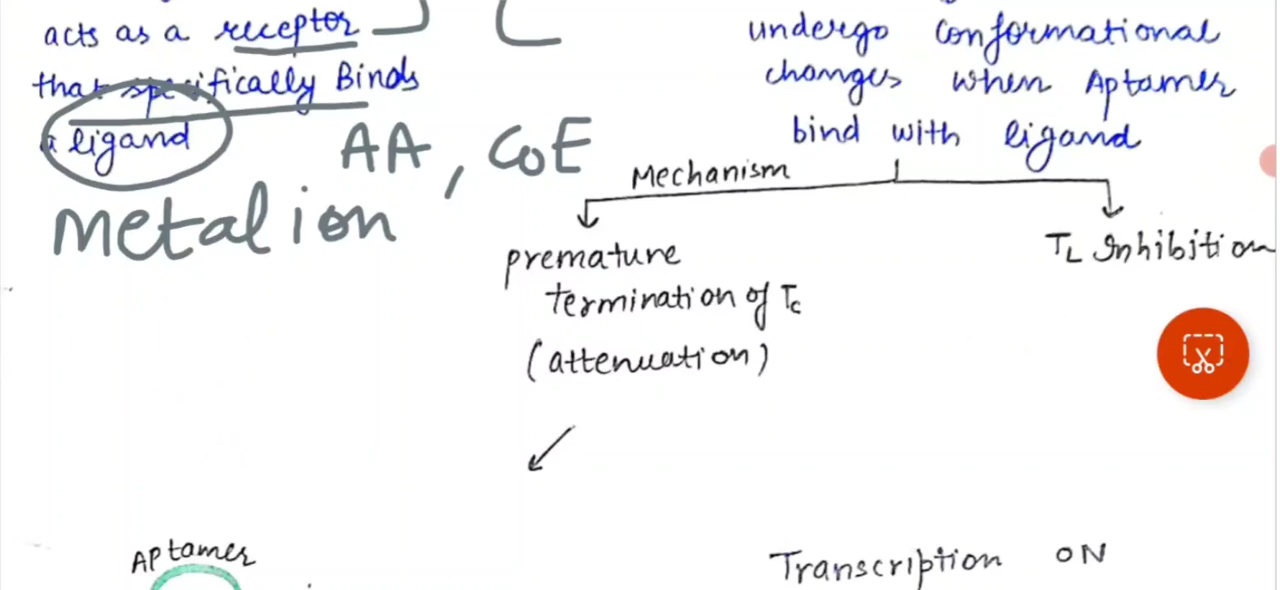 acts as a receptor
that specifically Binds
a ligand
AA, COE
Metal ion
undergo conformational
changes when Aptamer
bind with ligand
Mechanism
premature
termination of Tc
(attenuation)
TL Inhibition
Aptamer
Transcription ON